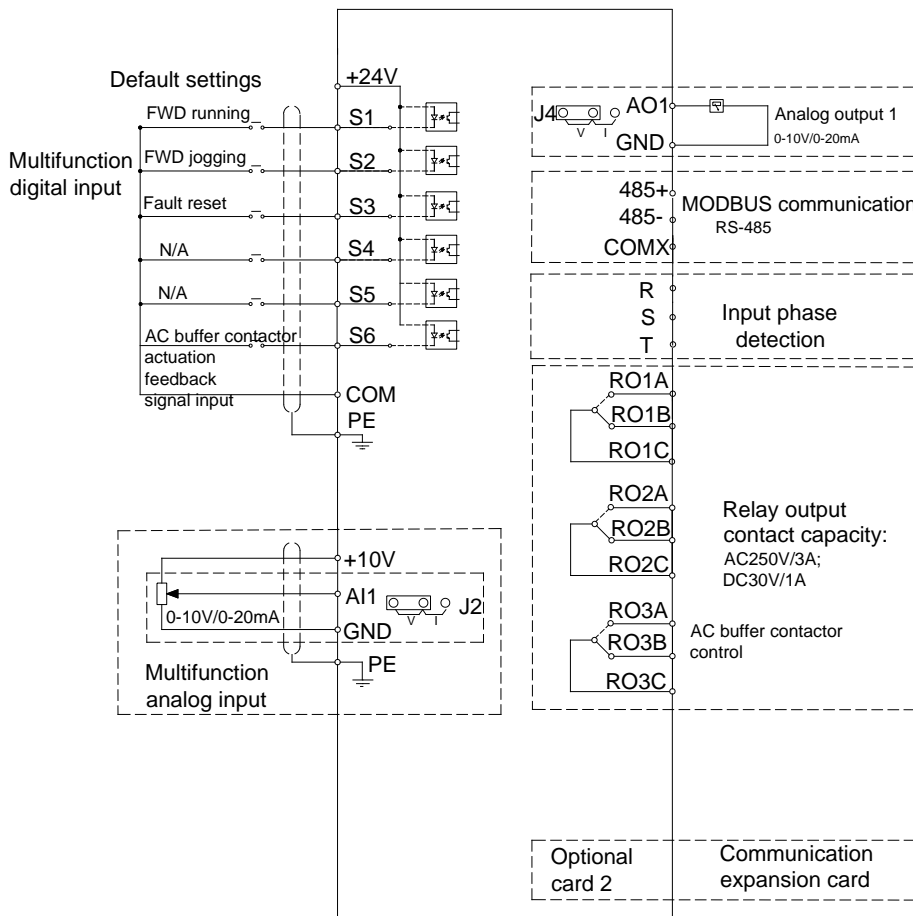 Default settings
+24V
FWD running
S1
Multifunction
digital input
FWD jogging
S2
Fault reset
S3
N/A
S4
N/A
S5
AC buffer contactor
actuation
feedback
signal input
S6
COM
PE
+10V
AI1
0-10V/0-20mA
V I
J2
GND
PE
Multifunction
analog input
J4
V I
AO1
GND
Analog output 1
0-10V/0-20mA
485+
485-
COMX
MODBUS communication
RS-485
R
S
T
Input phase
detection
RO1A
RO1B
RO1C
RO2A
RO2B
RO2C
Relay output
contact capacity:
AC250V/3A;
DC30V/1A
RO3A
RO3B
RO3C
AC buffer contactor
control
Optional
card 2
Communication
expansion card